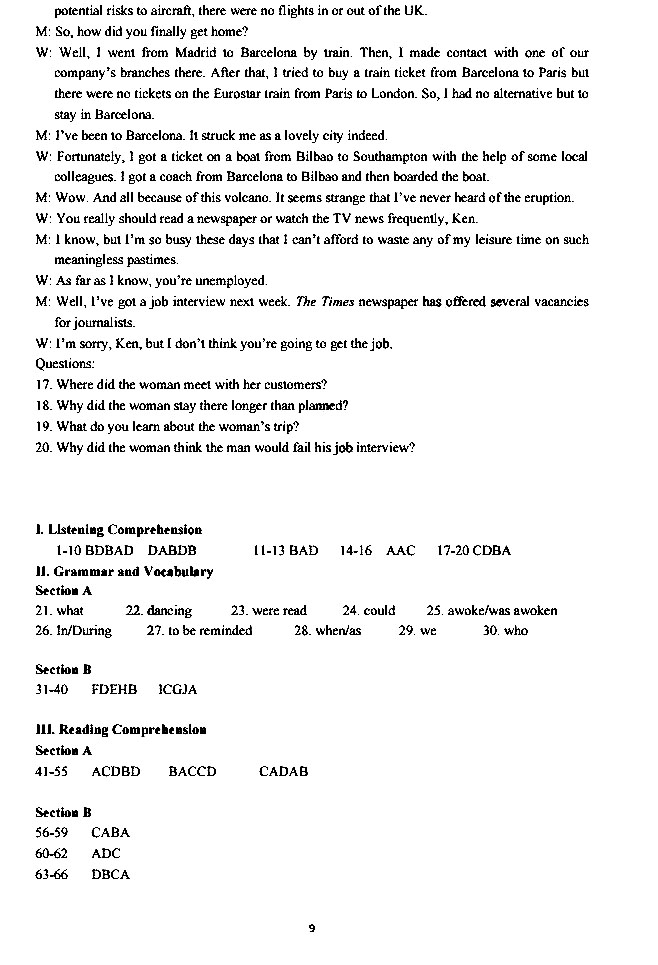 potential risks to aircraft, there were no flights in or out of the UK.
M: So, how did you finally get home?
W: Well, I went from Madrid to Barcelona by train. Then, I made contact with one of our
company's branches there. After that, I tried to buy a train ticket from Barcelona to Paris but
there were no tickets on the Eurostar train from Paris to London. So, I had no alternative but to
stay in Barcelona.
M: I've been to Barcelona. It struck me as a lovely city indeed.
W: Fortunately, I got a ticket on a boat from Bilbao to Southampton with the help of some local
colleagues. I got a coach from Barcelona to Bilbao and then boarded the boat.
M: Wow. And all because of this volcano. It seems strange that I've never heard of the eruption.
W: You really should read a newspaper or watch the TV news frequently, Ken.
M: I know, but I'm so busy these days that I can't afford to waste any of my leisure time on such
meaningless pastimes.
W: As far as I know, you're unemployed.
M: Well, I've got a job interview next week. The Times newspaper has offered several vacancies
for journalists.
W: I'm sorry, Ken, but I don't think you're going to get the job.
Questions:
17. Where did the woman meet with her customers?
18. Why did the woman stay there longer than planned?
19. What do you learn about the woman's trip?
20. Why did the woman think the man would fail his job interview?
I. Listening Comprehension
1-10 BDBAD DABDB 11-13 BAD 14-16 AAC 17-20 CDBA
II. Grammar and Vocabulary
Section A
21. what 22. dancing 23. were read 24. could 25. awoke/was awoken
26. In/During 27. to be reminded 28. when/as 29. we 30. who
Section B
31-40 FDEHB ICGJA
III. Reading Comprehension
Section A
41-55 ACDBD BACCD CADAB
Section B
56-59 CABA
60-62 ADC
63-66 DBCA
9